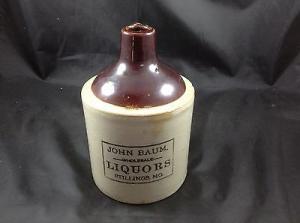 JOHN BAUM,
WHOLESALE
LIQUORS
STILLINGS, MO.